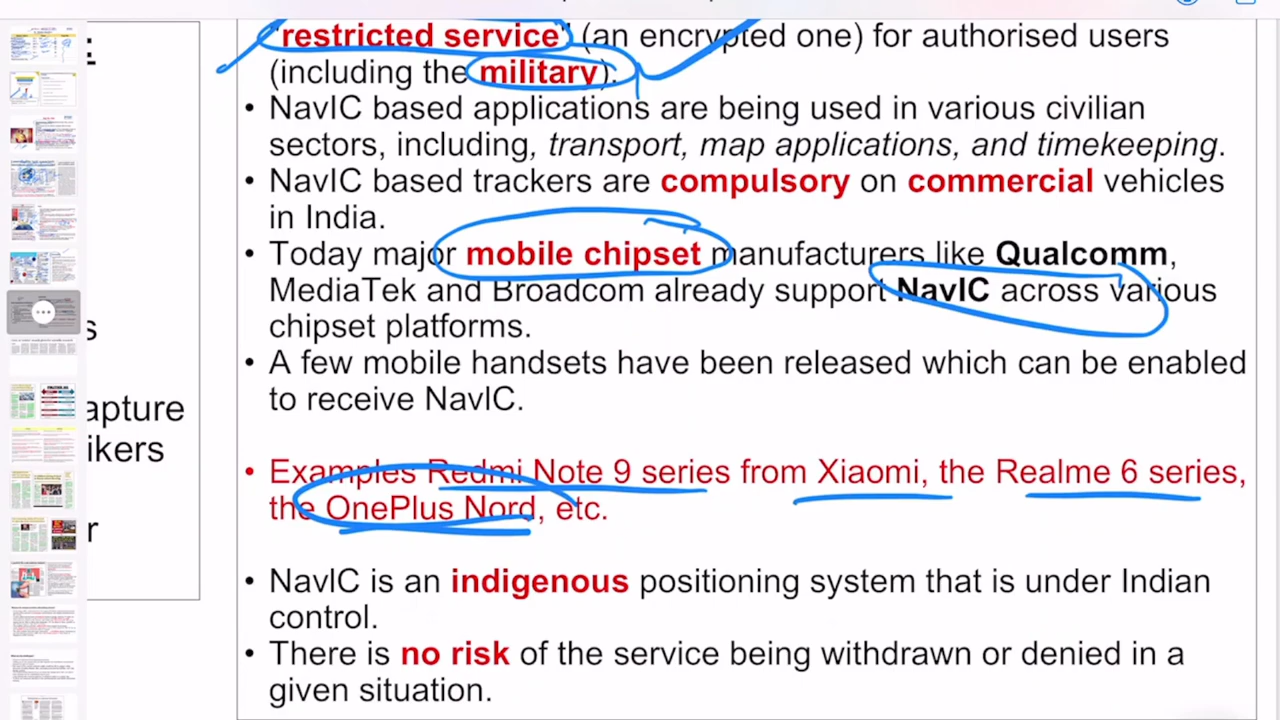 "restricted service" (an encrypted one) for authorised users
(including the military).
• NavIC based applications are being used in various civilian
sectors, including, transport, map applications, and timekeeping.
• NavIC based trackers are compulsory on commercial vehicles
in India.
• Today major mobile chipset manufacturers like Qualcomm,
MediaTek and Broadcom already support NavIC across various
chipset platforms.
• A few mobile handsets have been released which can be enabled
to receive NavIC.
• Examples Redmi Note 9 series from Xiaomi, the Realme 6 series,
the OnePlus Nord, etc.
• NavIC is an indigenous positioning system that is under Indian
control.
• There is no risk of the service being withdrawn or denied in a
given situation.
s
apture
ikers
r